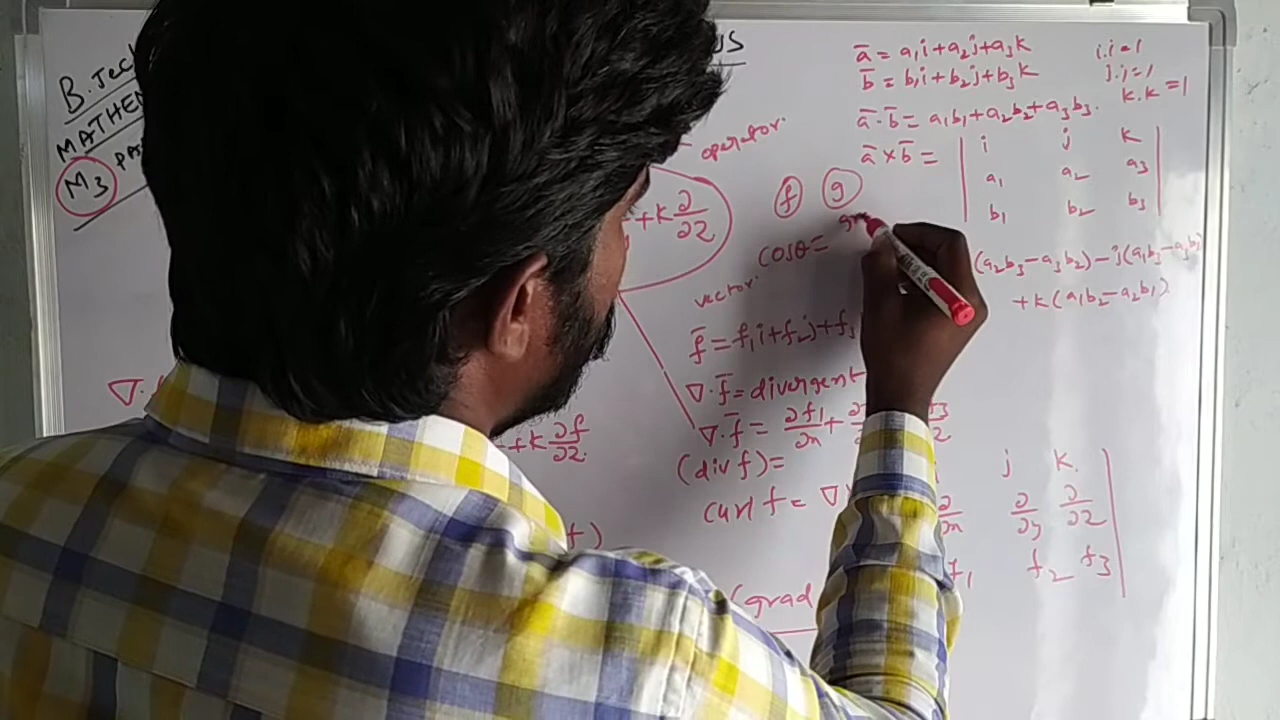 B. Tech
MATHEM
M3
PA
US
operator
+k ∂/∂z
∇.
+k ∂f/∂z
f)
ā = a₁i+a₂j+a₃k
b̄ = b₁i+b₂j+b₃k
i.i=1
j.j=1
k.k=1
ā.b̄ = a₁b₁+a₂b₂+a₃b₃.
ā×b̄ = | i j k |
| a₁ a₂ a₃ |
| b₁ b₂ b₃ |
(a₂b₃-a₃b₂)-j(a₁b₃-a₃b₁)
+k(a₁b₂-a₂b₁)
f g
cosθ=
vector
f̄ = f₁i+f₂j+f₃
∇.f̄ = divergent
∇.f̄ = ∂f₁/∂x +
(div f)=
curl f = ∇
j k
∂/∂x ∂/∂y ∂/∂z
f₁ f₂ f₃
(grad